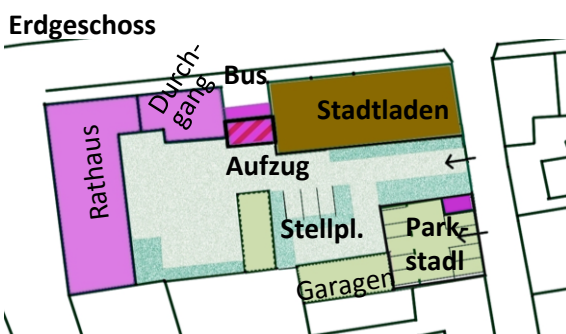 Erdgeschoss
Durch-
gang
Bus
Stadtladen
Rathaus
Aufzug
Stellpl.
Park-
stadl
Garagen